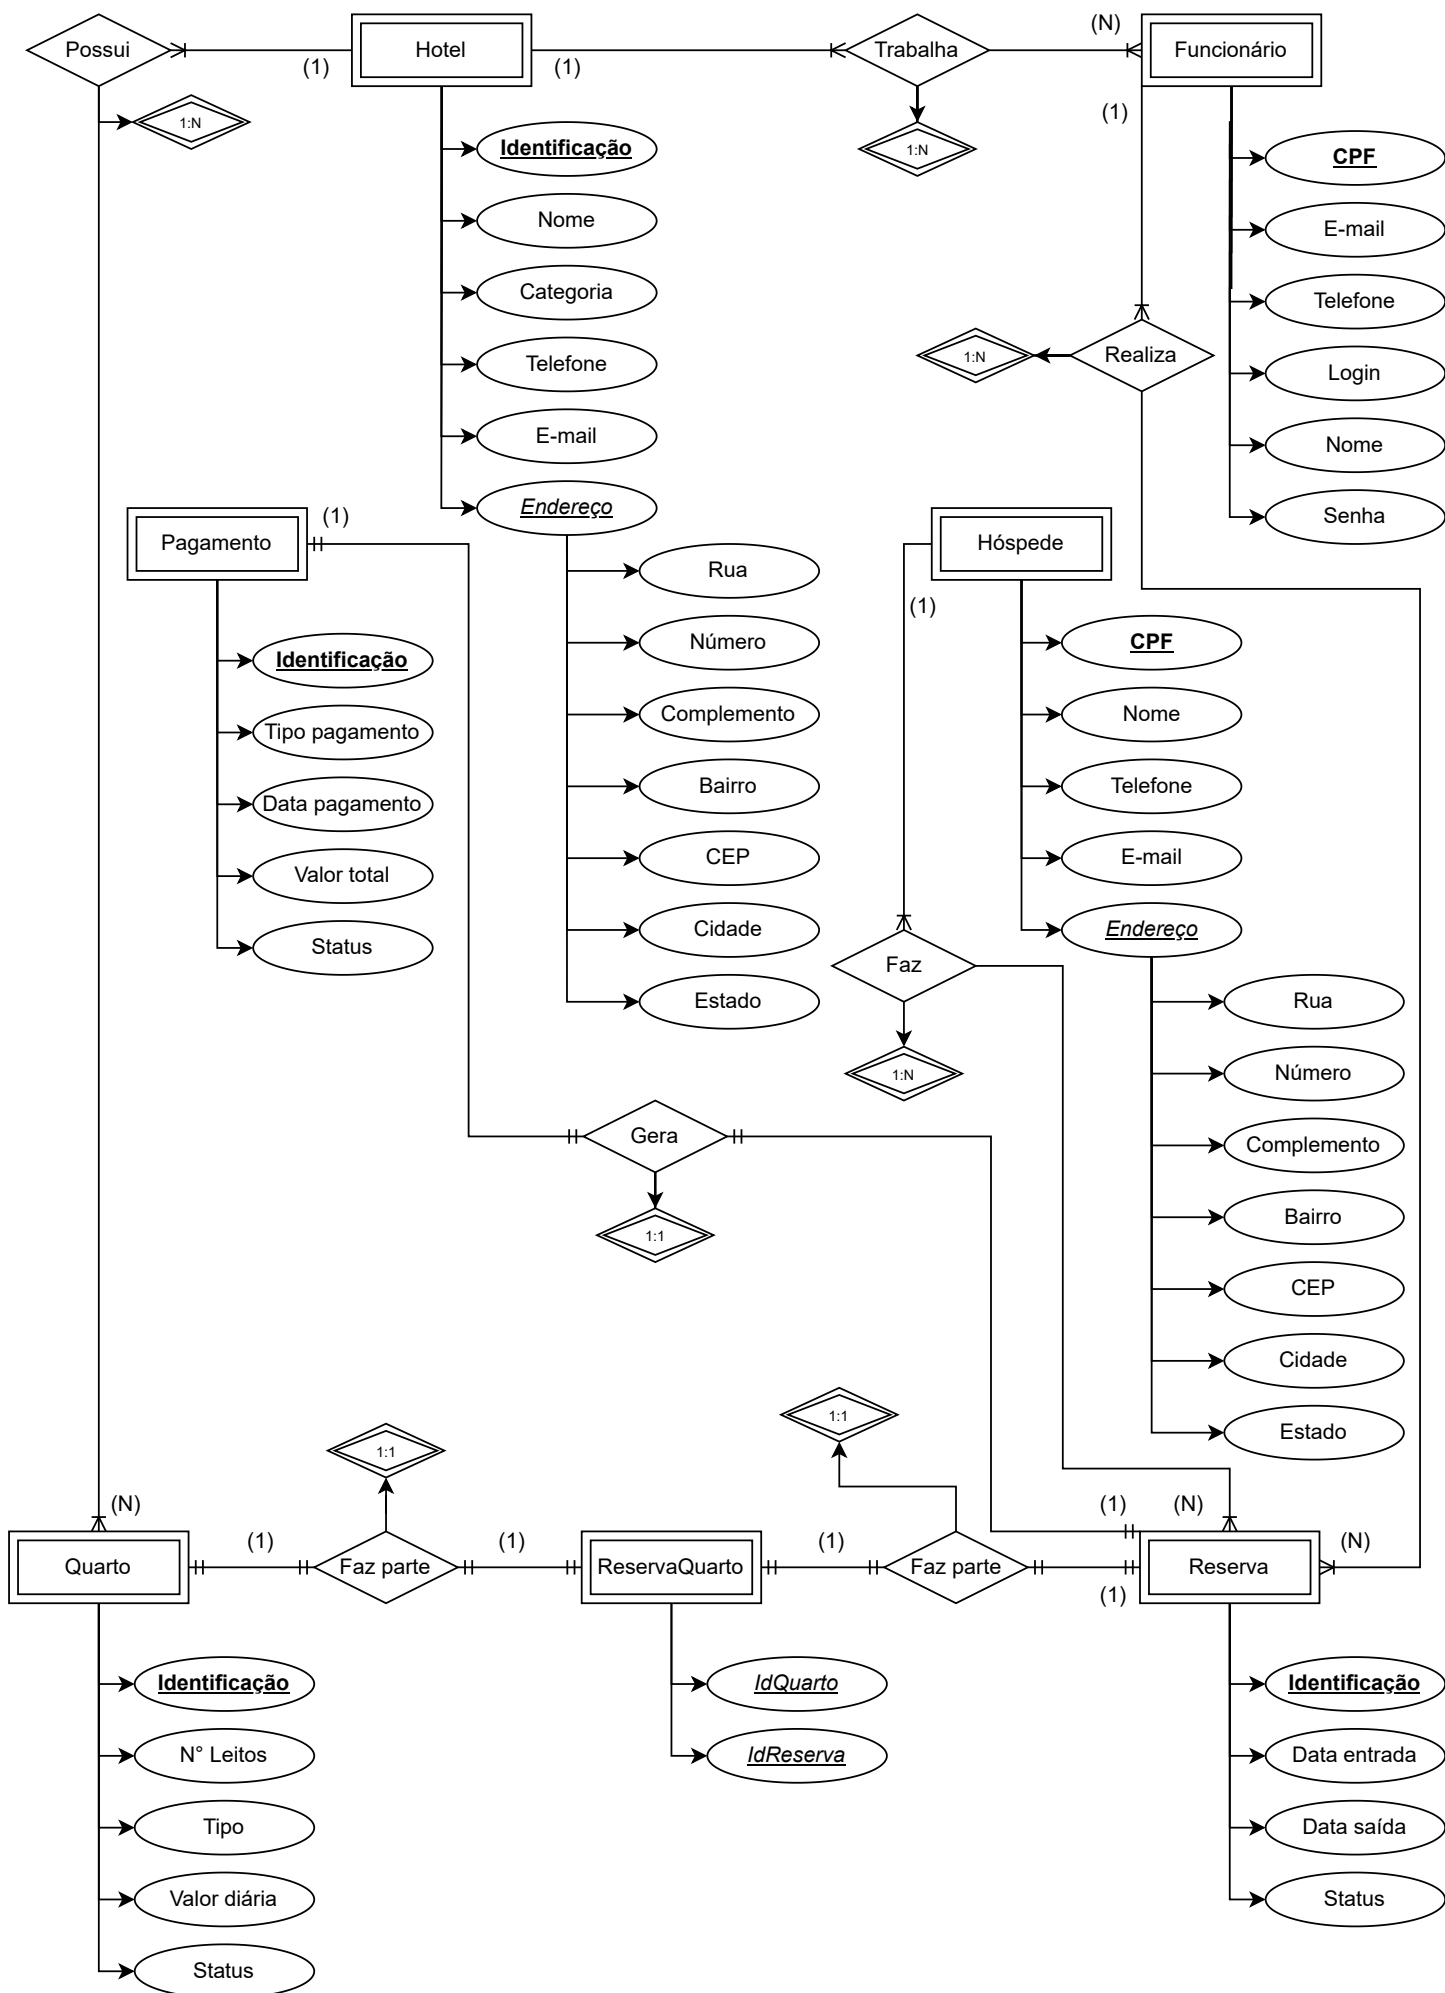 Possui
(1)
Hotel
(1)
Trabalha
(N)
Funcionário
(1)
1:N
1:N
Identificação
Nome
Categoria
Telefone
E-mail
Endereço
CPF
E-mail
Telefone
Login
Nome
Senha
Realiza
1:N
Pagamento
(1)
Identificação
Tipo pagamento
Data pagamento
Valor total
Status
Rua
Número
Complemento
Bairro
CEP
Cidade
Estado
Hóspede
(1)
CPF
Nome
Telefone
E-mail
Endereço
Rua
Número
Complemento
Bairro
CEP
Cidade
Estado
Faz
1:N
Gera
1:1
1:1
1:1
(N)
Quarto
(1)
Faz parte
(1)
ReservaQuarto
(1)
Faz parte
(1)
(1)
(N)
Reserva
(N)
Identificação
N° Leitos
Tipo
Valor diária
Status
IdQuarto
IdReserva
Identificação
Data entrada
Data saída
Status